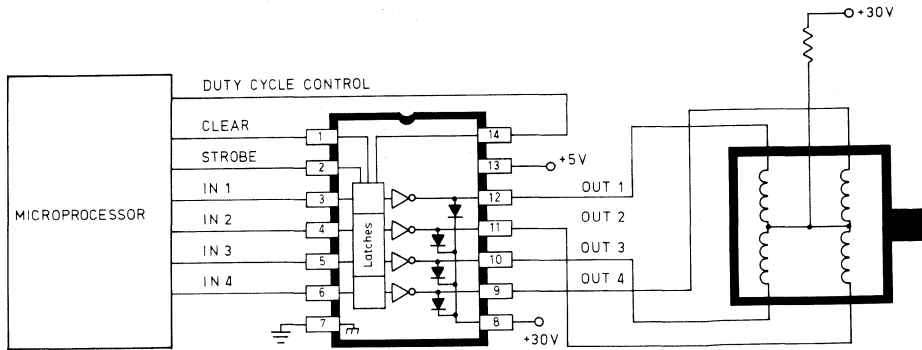 +30V
DUTY CYCLE CONTROL
CLEAR
1
14
STROBE
2
13
+5V
IN 1
3
12
OUT 1
MICROPROCESSOR
IN 2
4
Latches
11
OUT 2
IN 3
5
10
OUT 3
IN 4
6
9
OUT 4
7
8
+30V